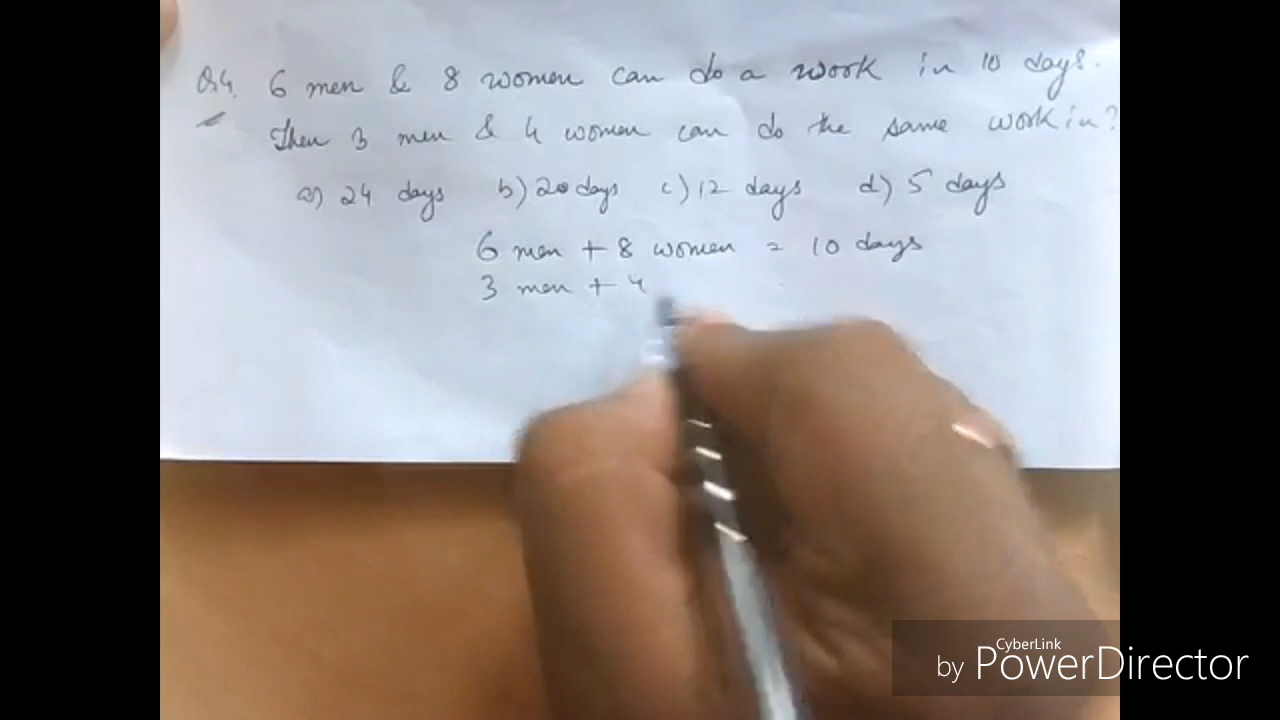 Q4. 6 men & 8 women can do a work in 10 days.
Then 3 men & 4 women can do the same work in?
a) 24 days b) 20 days c) 12 days d) 5 days
6 men + 8 women = 10 days
3 men + 4
CyberLink
by PowerDirector